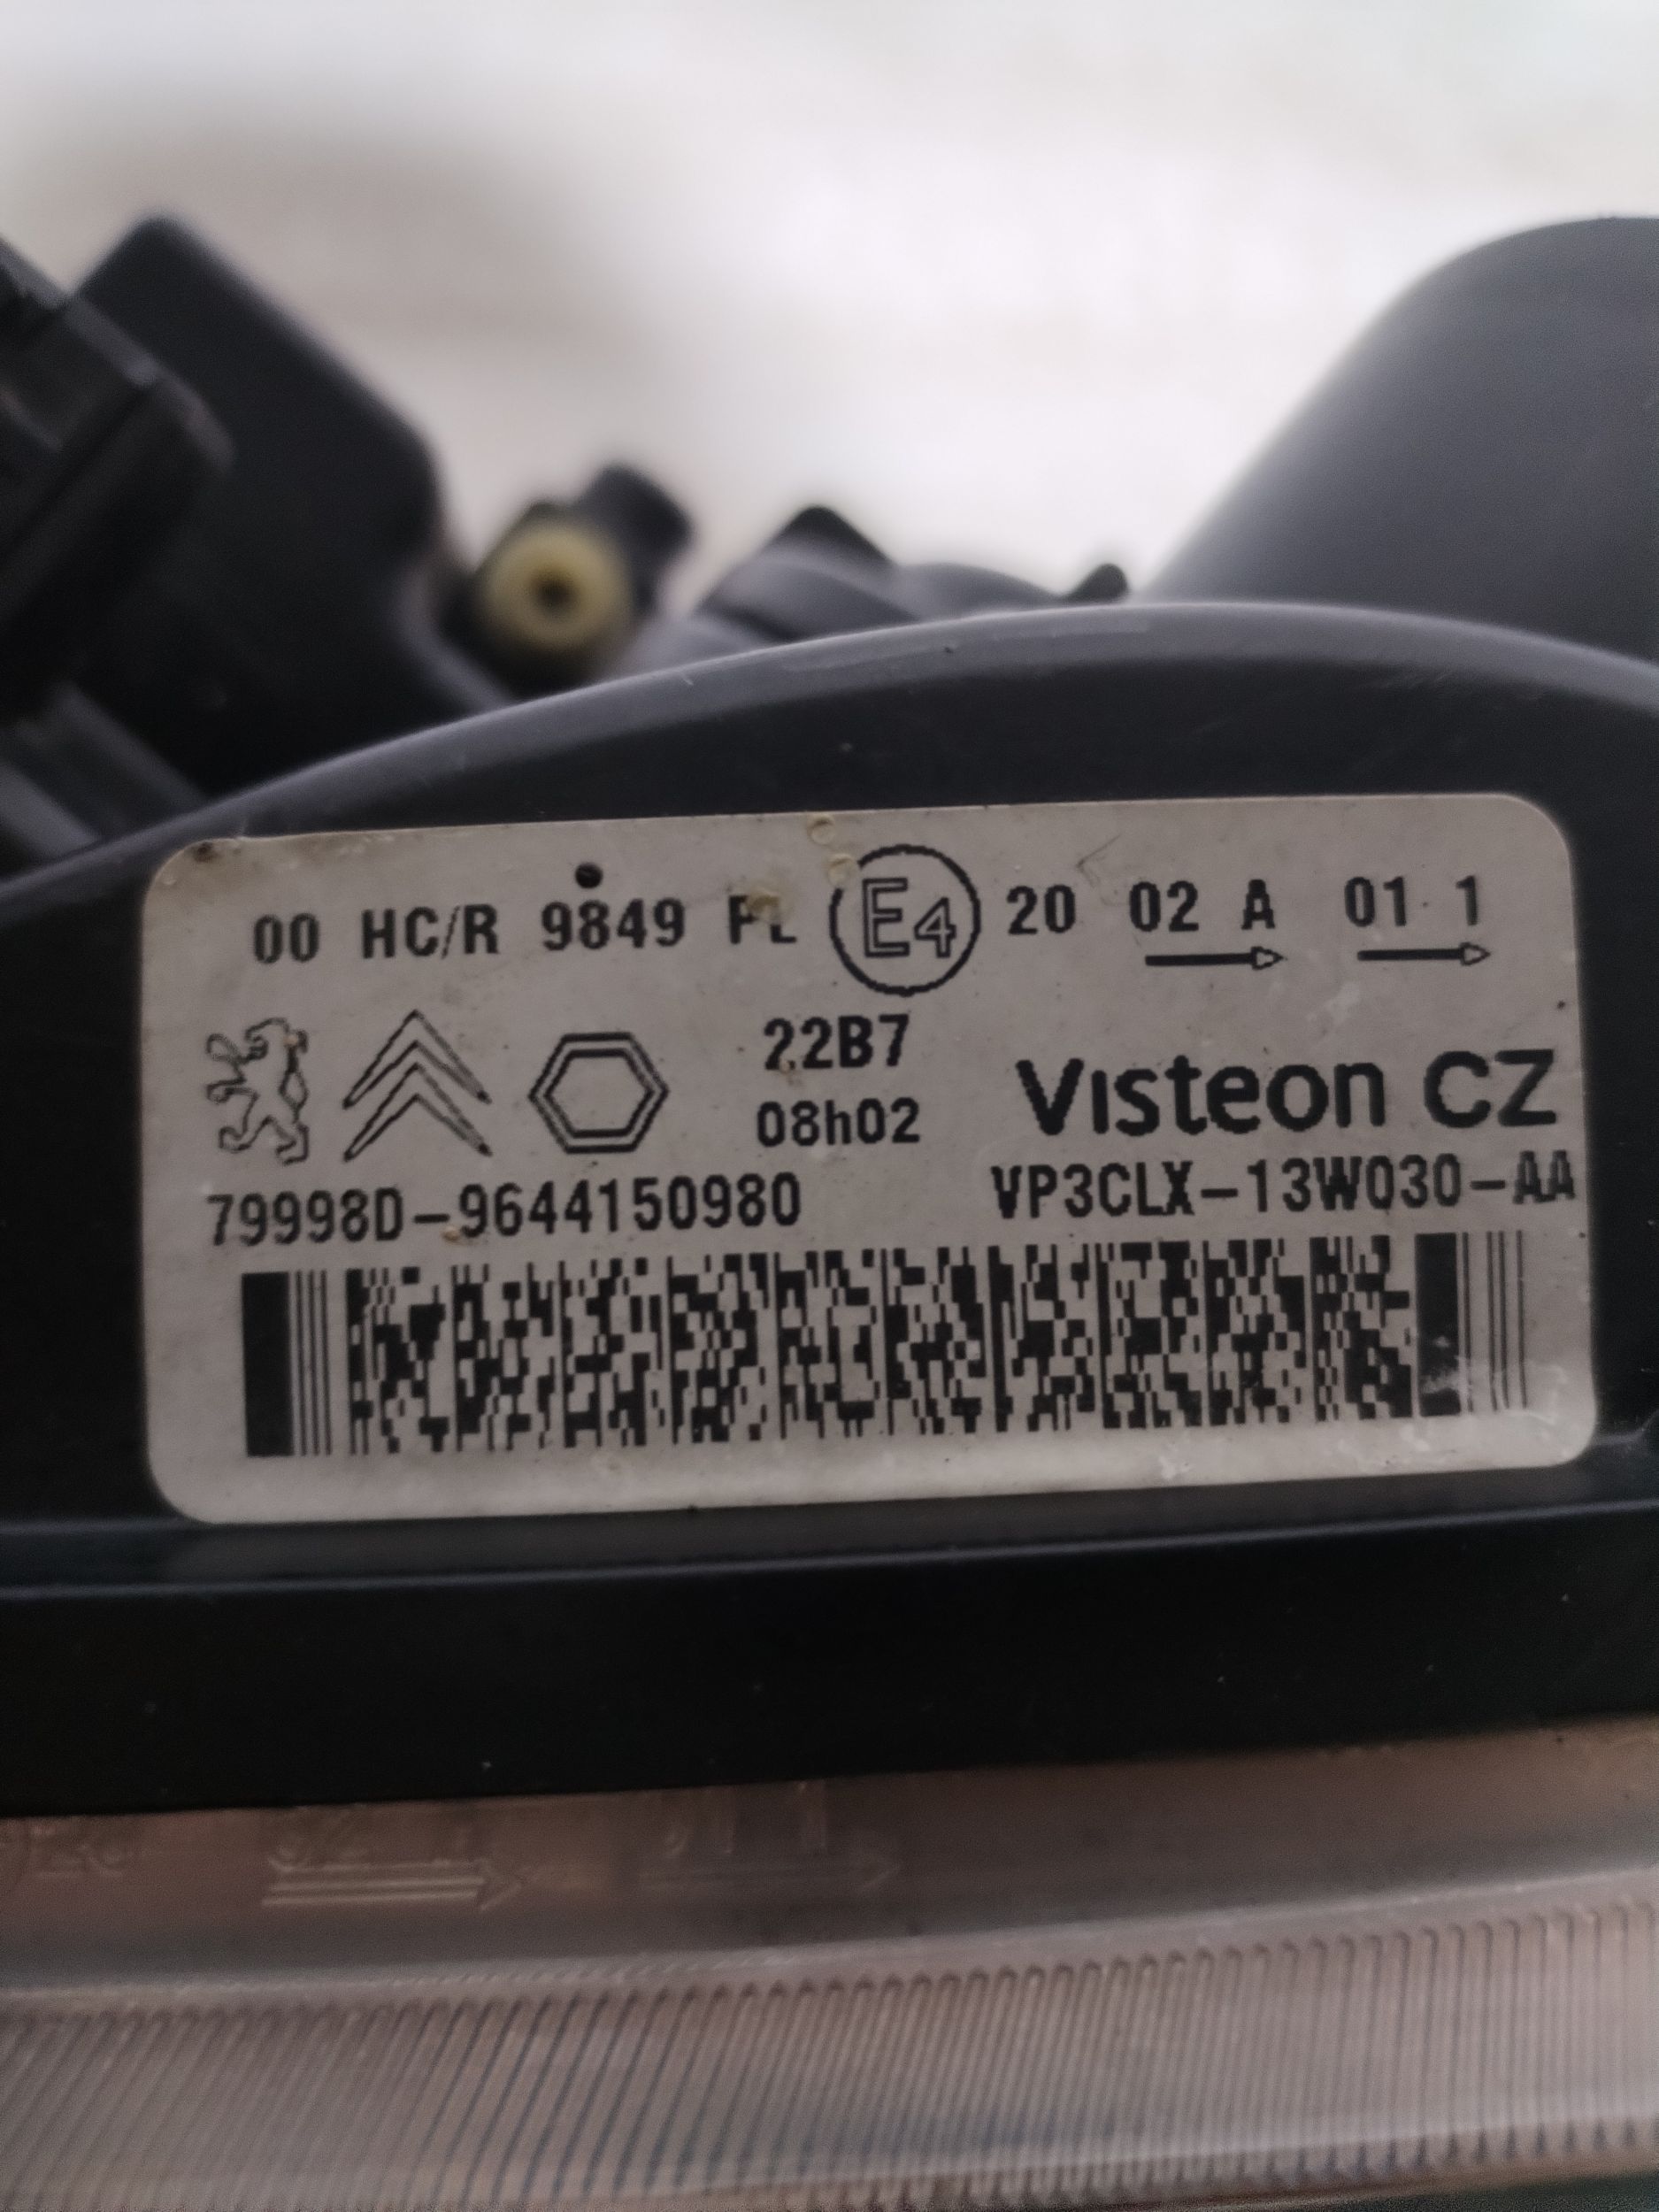 00 HC/R 9849 PL E4 20 02 A 01 1
22B7
08h02
Visteon CZ
79998D-9644150980 VP3CLX-13W030-AA